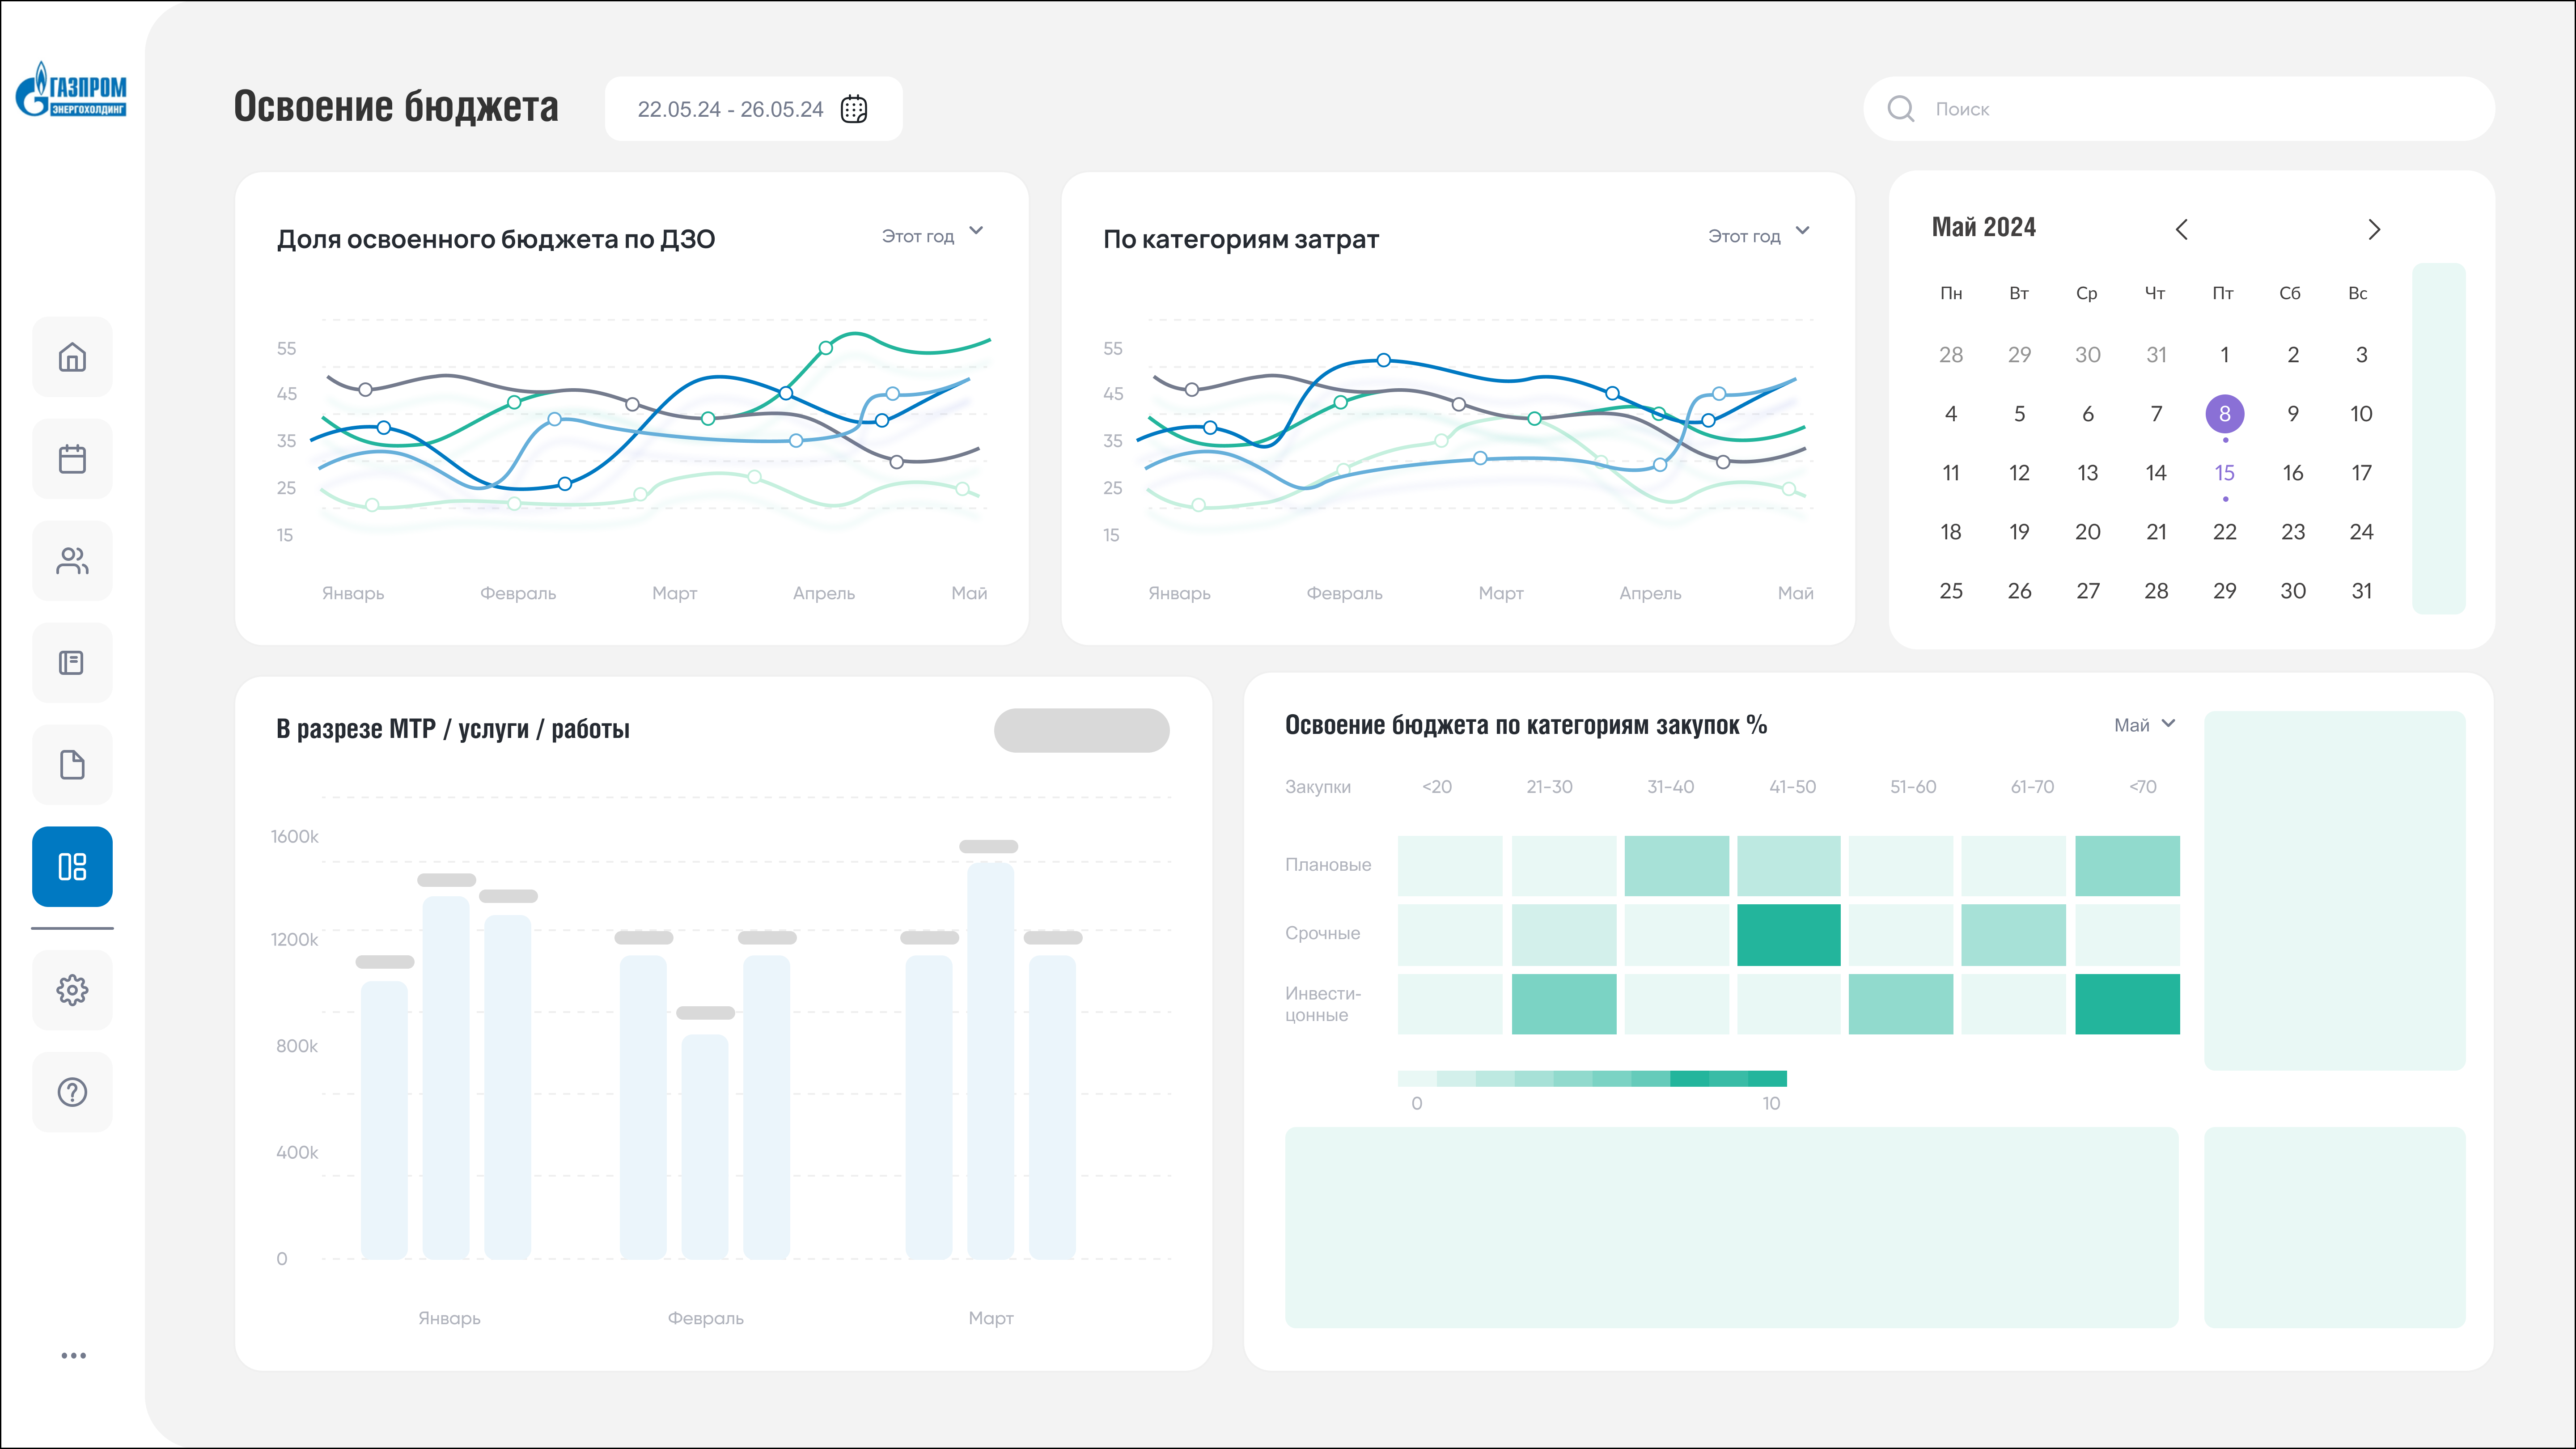 ГАЗПРОМ
ЭНЕРГОХОЛДИНГ
Освоение бюджета
22.05.24 - 26.05.24
Поиск
Доля освоенного бюджета по ДЗО
Этот год
55
45
35
25
15
Январь Февраль Март Апрель Май
По категориям затрат
Этот год
55
45
35
25
15
Январь Февраль Март Апрель Май
Май 2024
Пн Вт Ср Чт Пт Сб Вс
28 29 30 31 1 2 3
4 5 6 7 8 9 10
11 12 13 14 15 16 17
18 19 20 21 22 23 24
25 26 27 28 29 30 31
В разрезе МТР / услуги / работы
1600k
1200k
800k
400k
0
Январь Февраль Март
Освоение бюджета по категориям закупок %
Май
Закупки <20 21-30 31-40 41-50 51-60 61-70 <70
Плановые
Срочные
Инвести-
цонные
0 10